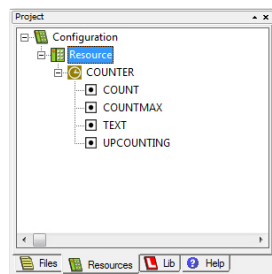 Project
Configuration
Resource
COUNTER
COUNT
COUNTMAX
TEXT
UPCOUNTING
Files Resources Lib Help